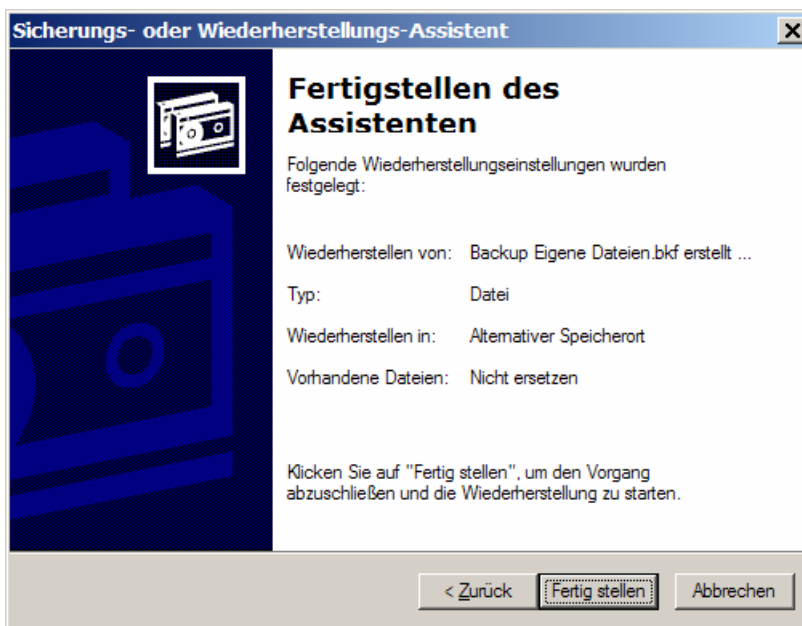 Sicherungs- oder Wiederherstellungs-Assistent
Fertigstellen des
Assistenten
Folgende Wiederherstellungseinstellungen wurden
festgelegt:
Wiederherstellen von: Backup Eigene Dateien.bkf erstellt ...
Typ: Datei
Wiederherstellen in: Alternativer Speicherort
Vorhandene Dateien: Nicht ersetzen
Klicken Sie auf "Fertig stellen", um den Vorgang
abzuschließen und die Wiederherstellung zu starten.
< Zurück Fertig stellen Abbrechen